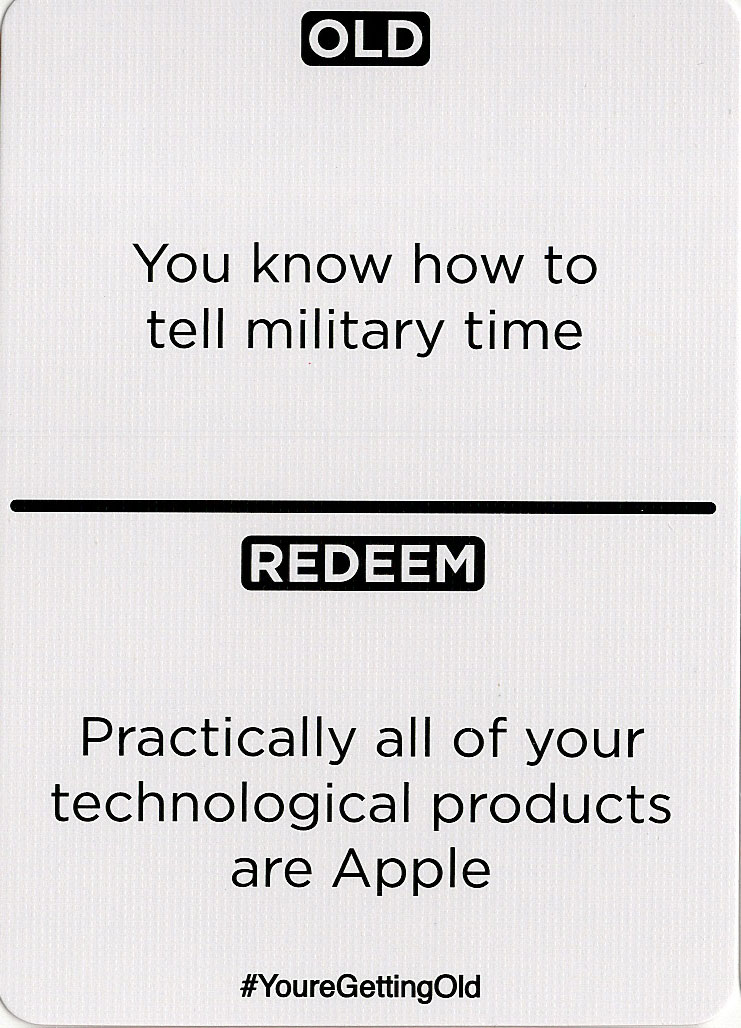 OLD
You know how to
tell military time
REDEEM
Practically all of your
technological products
are Apple
#YoureGettingOld